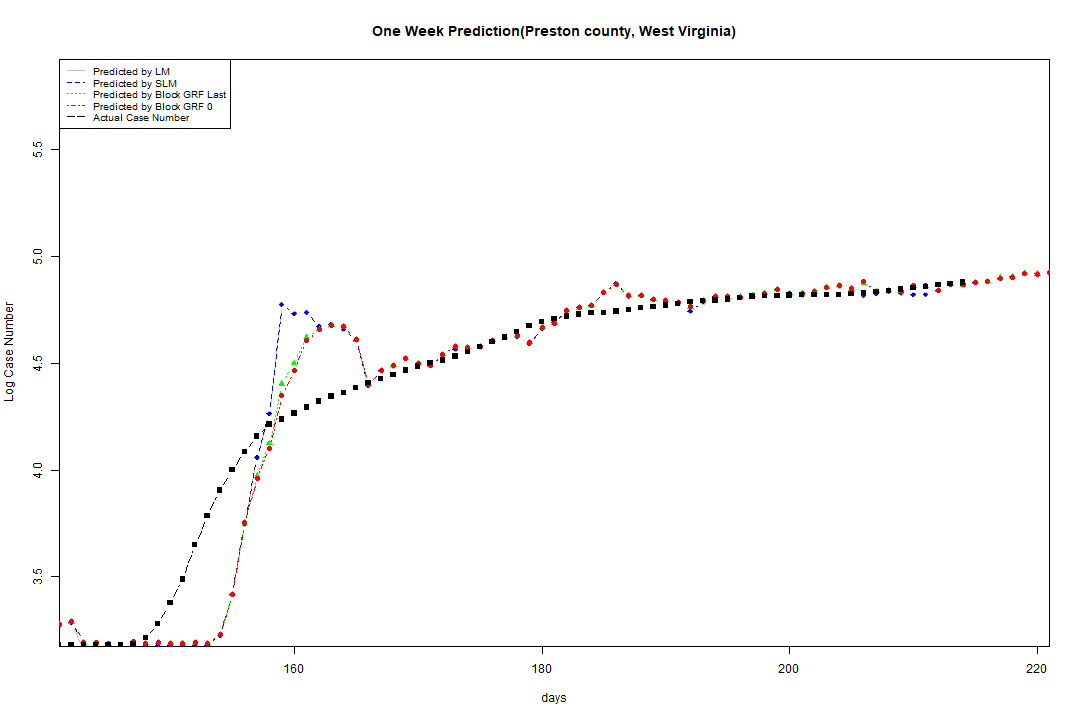 One Week Prediction(Preston county, West Virginia)
Predicted by LM
Predicted by SLM
Predicted by Block GRF Last
Predicted by Block GRF 0
Actual Case Number
5.5
5.0
4.5
4.0
3.5
Log Case Number
160 180 200 220
days